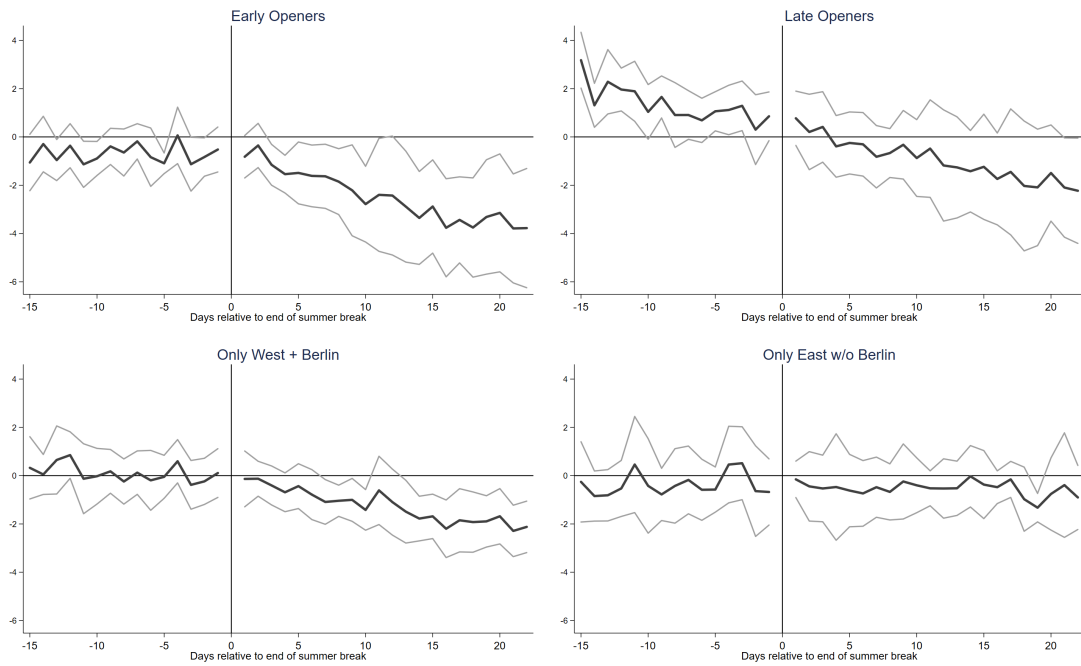 Early Openers
4
2
0
-2
-4
-6
-15 -10 -5 0 5 10 15 20
Days relative to end of summer break
Late Openers
4
2
0
-2
-4
-6
-15 -10 -5 0 5 10 15 20
Days relative to end of summer break
Only West + Berlin
4
2
0
-2
-4
-6
-15 -10 -5 0 5 10 15 20
Days relative to end of summer break
Only East w/o Berlin
4
2
0
-2
-4
-6
-15 -10 -5 0 5 10 15 20
Days relative to end of summer break